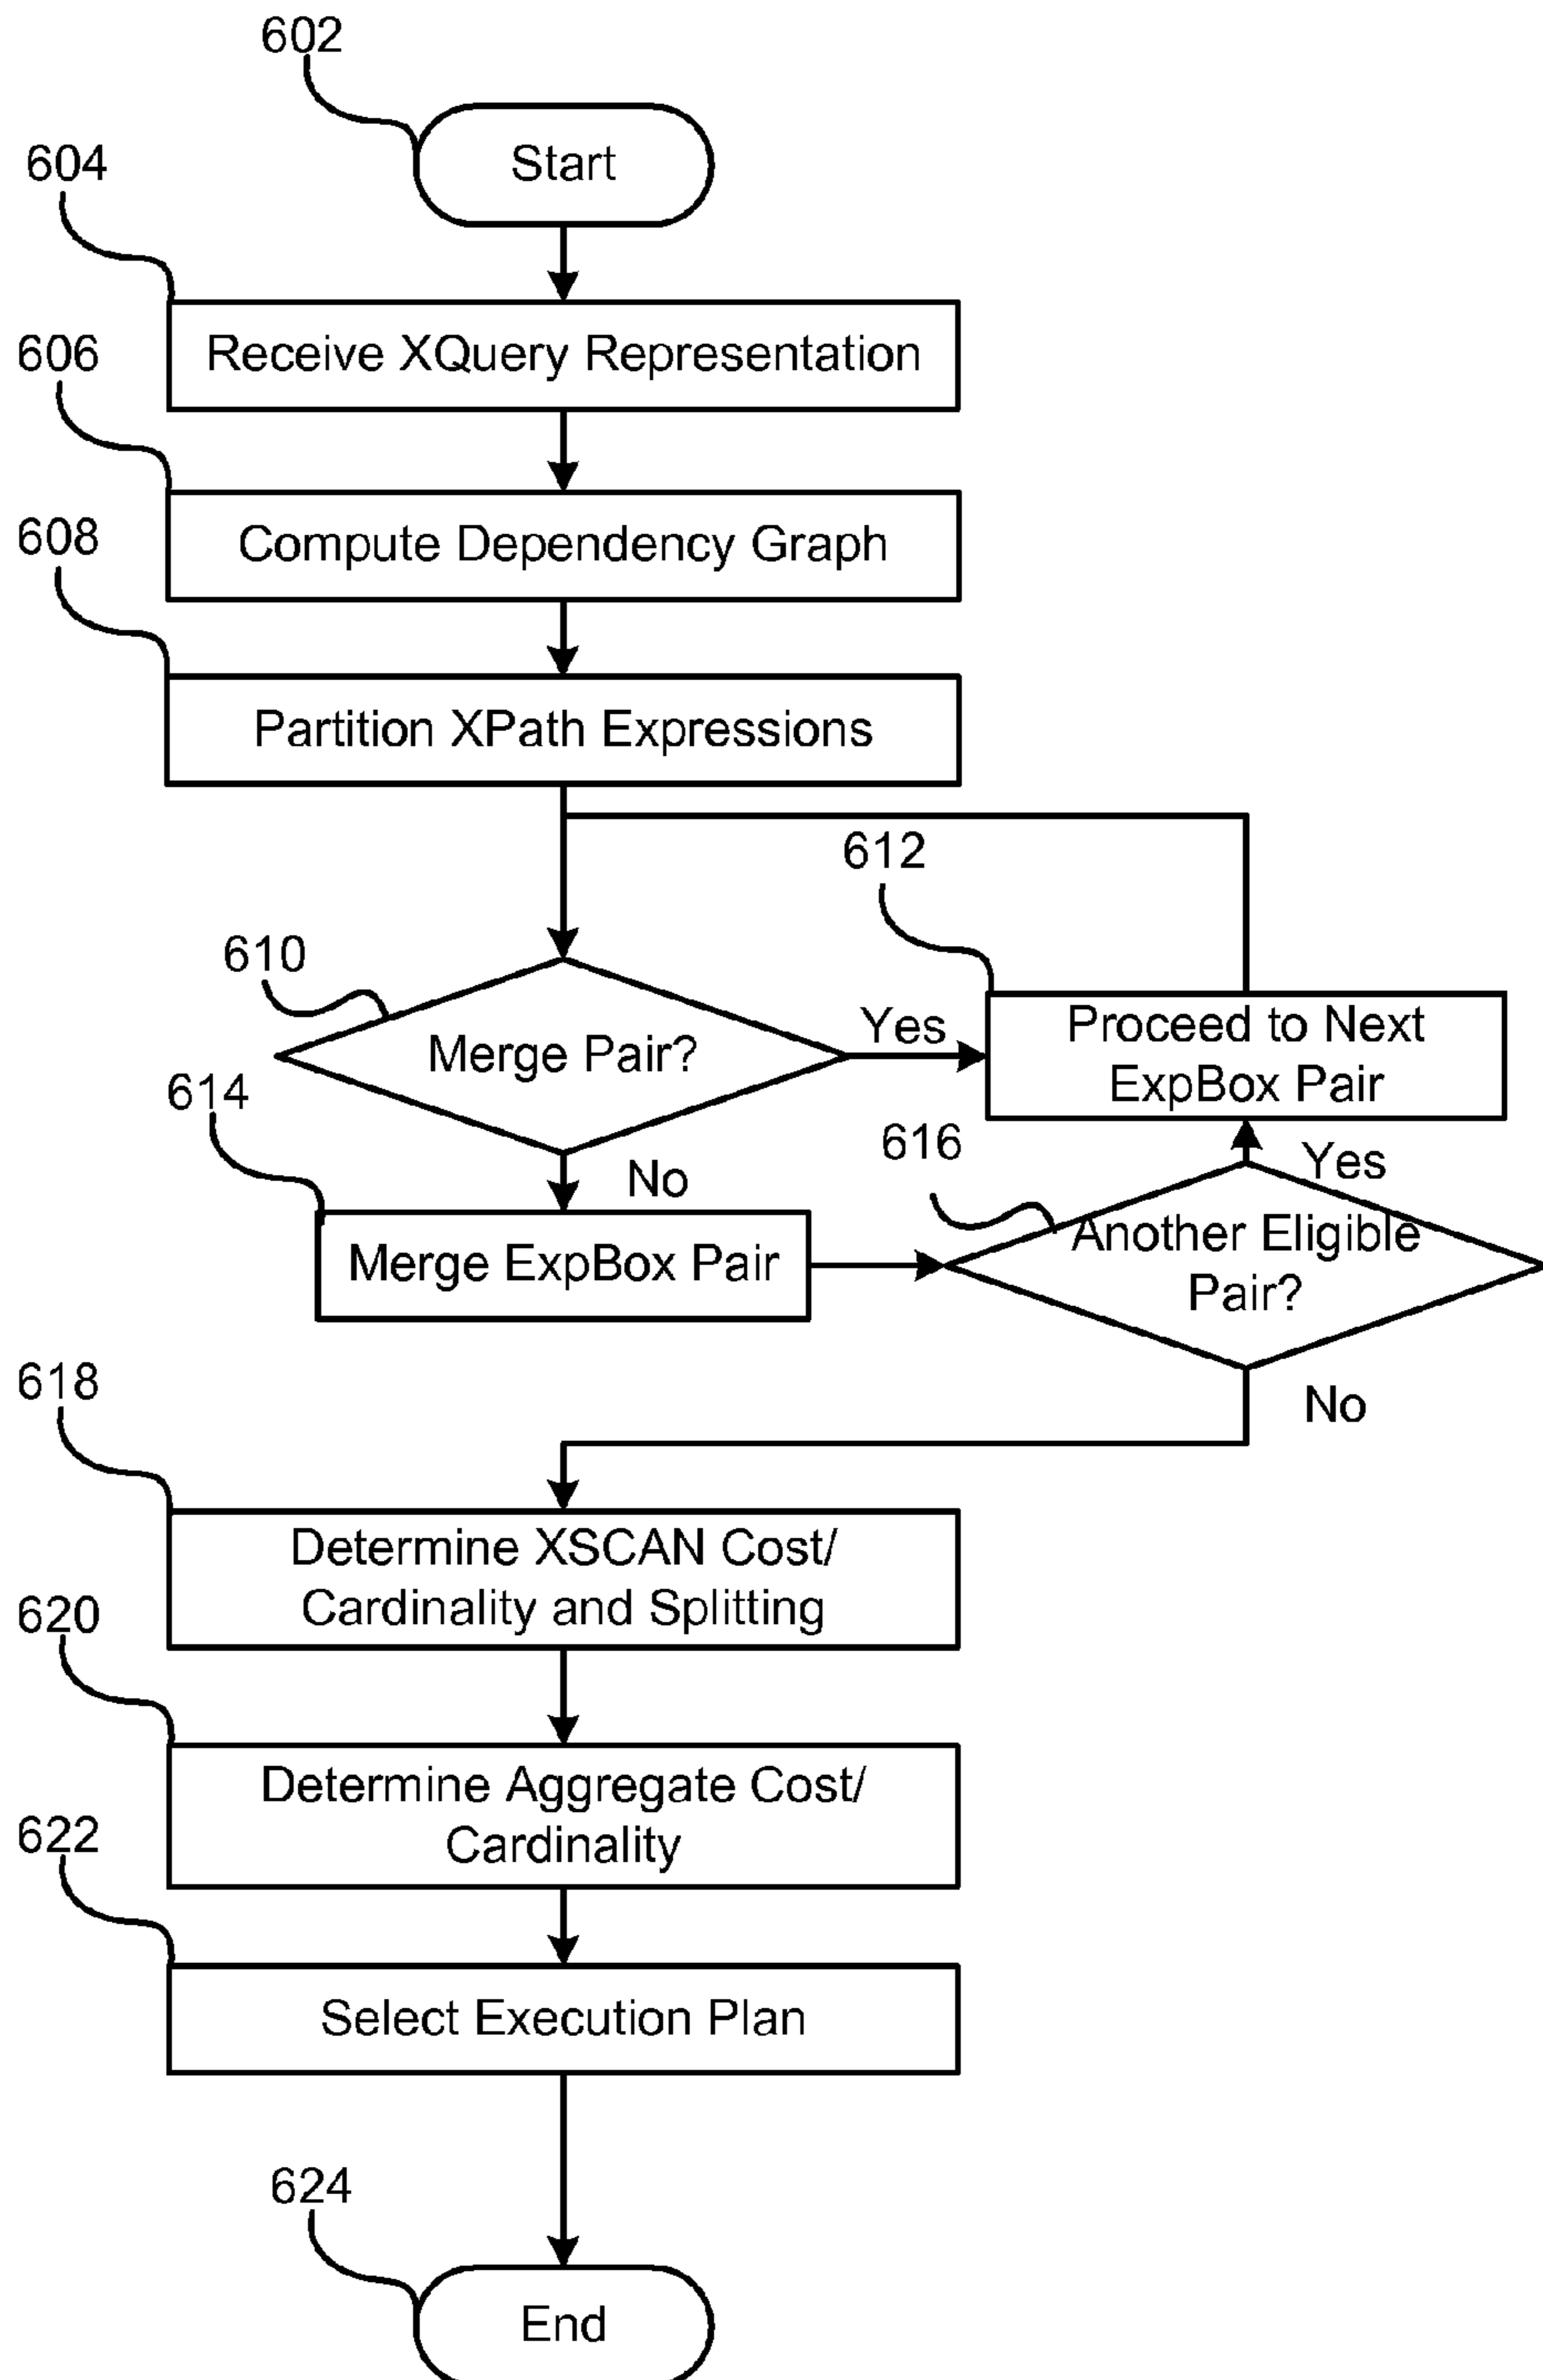 602
Start
604
Receive XQuery Representation
606
Compute Dependency Graph
608
Partition XPath Expressions
612
610
Merge Pair?
Yes
Proceed to Next
ExpBox Pair
614
No
616
Yes
Merge ExpBox Pair
Another Eligible
Pair?
No
618
Determine XSCAN Cost/
Cardinality and Splitting
620
Determine Aggregate Cost/
Cardinality
622
Select Execution Plan
624
End